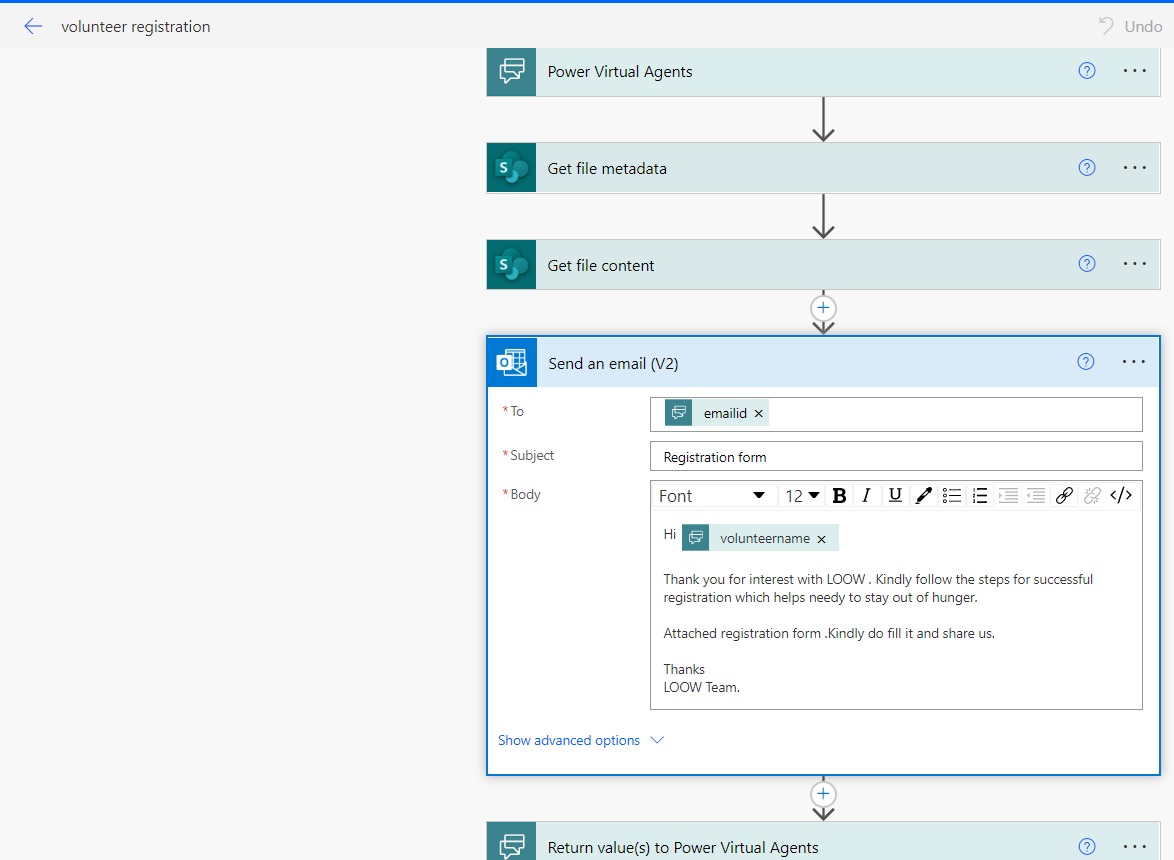 volunteer registration
Undo
Power Virtual Agents
Get file metadata
Get file content
Send an email (V2)
* To
emailid ×
* Subject
Registration form
* Body
Font
12
B I U </>
Hi volunteername ×
Thank you for interest with LOOW . Kindly follow the steps for successful
registration which helps needy to stay out of hunger.
Attached registration form .Kindly do fill it and share us.
Thanks
LOOW Team.
Show advanced options
Return value(s) to Power Virtual Agents